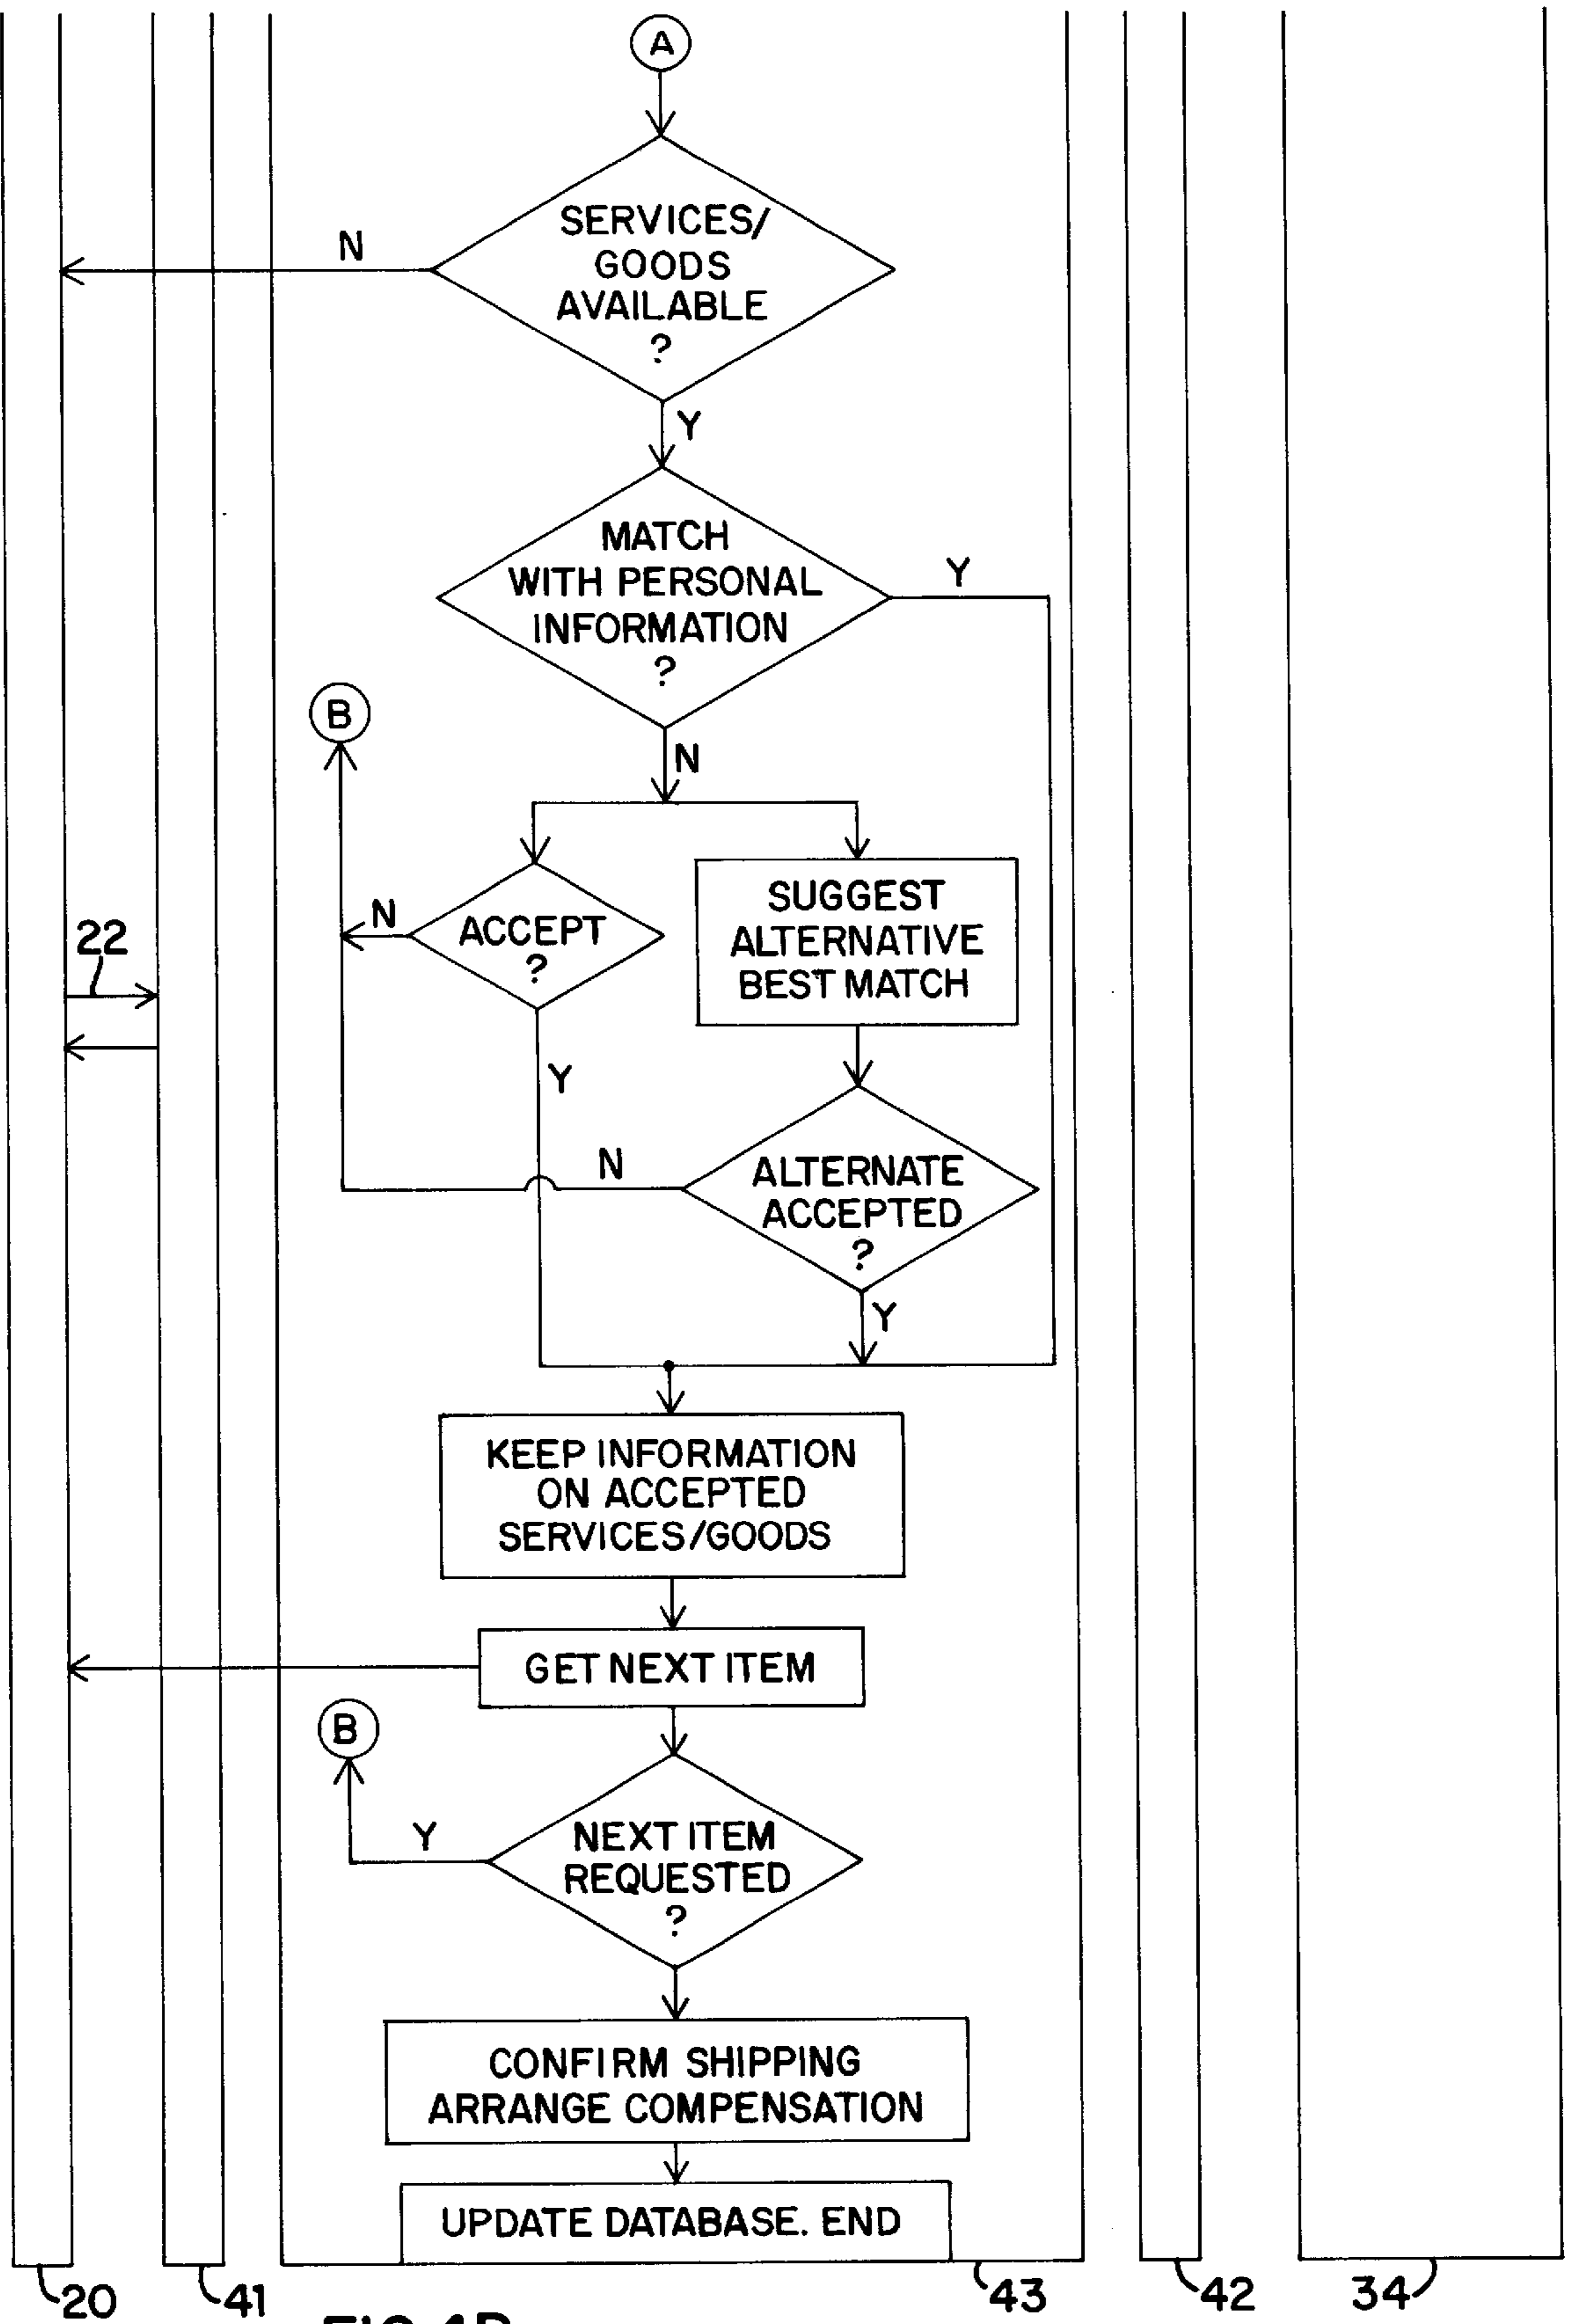 A
SERVICES/
GOODS
AVAILABLE
?
N
Y
MATCH
WITH PERSONAL
INFORMATION
?
Y
B
N
ACCEPT
?
N
SUGGEST
ALTERNATIVE
BEST MATCH
22
Y
ALTERNATE
ACCEPTED
?
N
Y
KEEP INFORMATION
ON ACCEPTED
SERVICES/GOODS
GET NEXT ITEM
B
Y
NEXT ITEM
REQUESTED
?
CONFIRM SHIPPING
ARRANGE COMPENSATION
UPDATE DATABASE. END
20
41
43
42
34